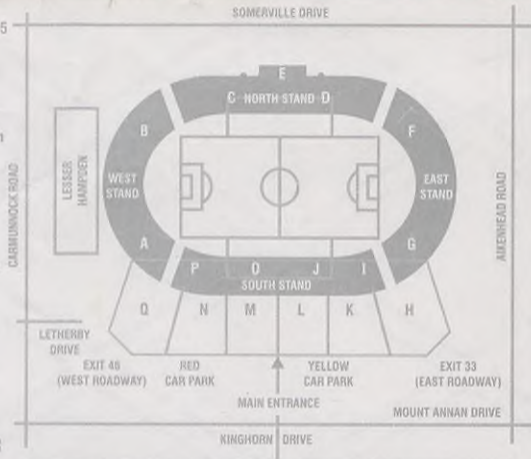 5
SOMERVILLE DRIVE
E
C NORTH STAND D
B
F
LESSER
HAMPDEN
CARMUNNOCK ROAD
WEST
STAND
EAST
STAND
AIKENHEAD ROAD
A
G
P O J I
SOUTH STAND
Q N M L K H
LETHERBY
DRIVE
EXIT 46
(WEST ROADWAY)
RED
CAR PARK
YELLOW
CAR PARK
EXIT 33
(EAST ROADWAY)
MAIN ENTRANCE
MOUNT ANNAN DRIVE
KINGHORN DRIVE